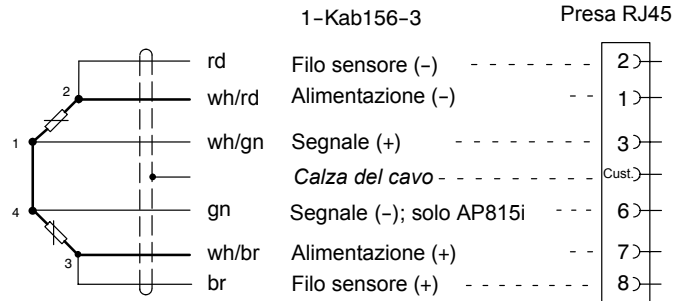 1-Kab156-3 Presa RJ45
rd Filo sensore (-) 2
2 wh/rd Alimentazione (-) 1
1 wh/gn Segnale (+) 3
Calza del cavo Cust.
4 gn Segnale (-); solo AP815i 6
3 wh/br Alimentazione (+) 7
br Filo sensore (+) 8